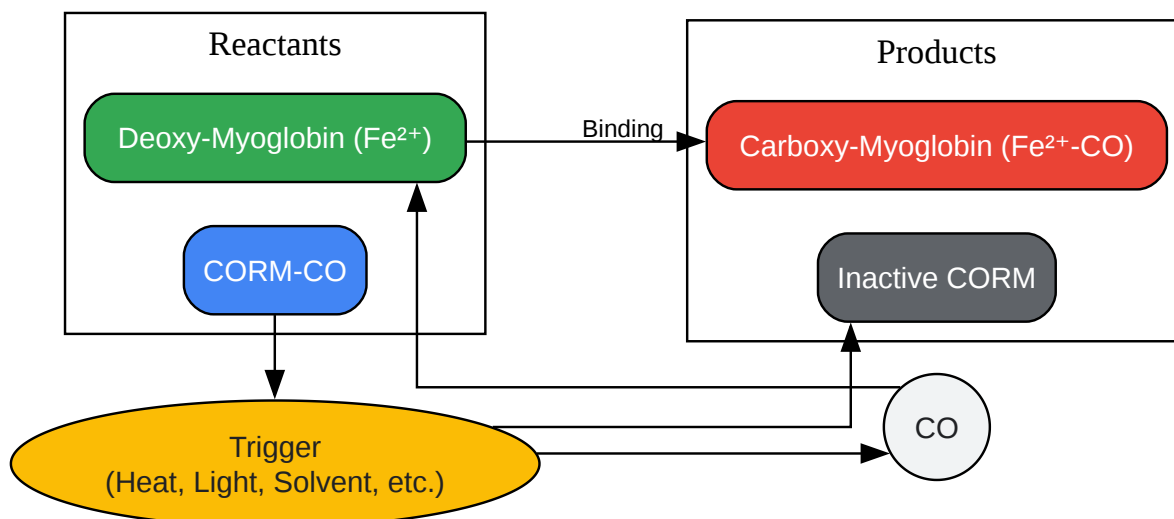 Reactants
Products
Deoxy-Myoglobin (Fe²⁺)
Binding
Carboxy-Myoglobin (Fe²⁺-CO)
CORM-CO
Inactive CORM
Trigger
(Heat, Light, Solvent, etc.)
CO